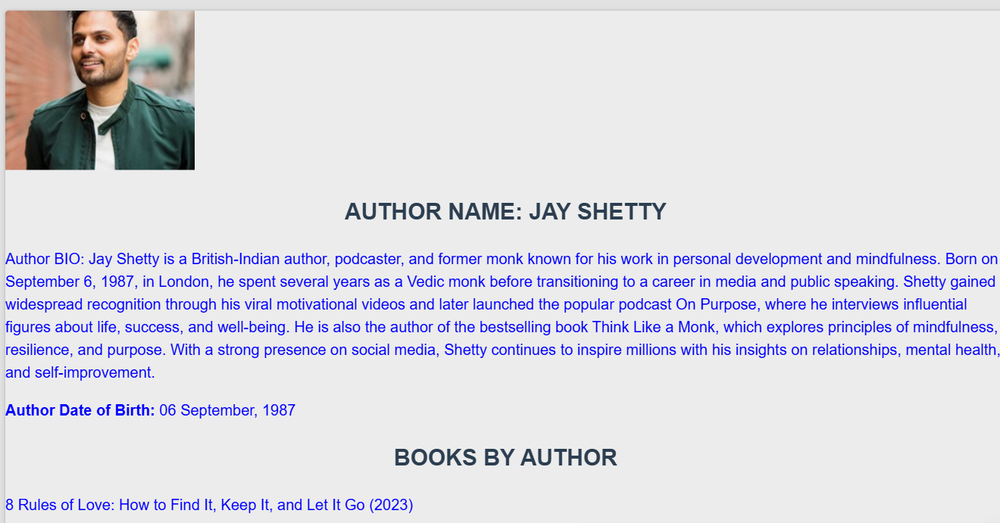 AUTHOR NAME: JAY SHETTY
Author BIO: Jay Shetty is a British-Indian author, podcaster, and former monk known for his work in personal development and mindfulness. Born on
September 6, 1987, in London, he spent several years as a Vedic monk before transitioning to a career in media and public speaking. Shetty gained
widespread recognition through his viral motivational videos and later launched the popular podcast On Purpose, where he interviews influential
figures about life, success, and well-being. He is also the author of the bestselling book Think Like a Monk, which explores principles of mindfulness,
resilience, and purpose. With a strong presence on social media, Shetty continues to inspire millions with his insights on relationships, mental health,
and self-improvement.
Author Date of Birth: 06 September, 1987
BOOKS BY AUTHOR
8 Rules of Love: How to Find It, Keep It, and Let It Go (2023)